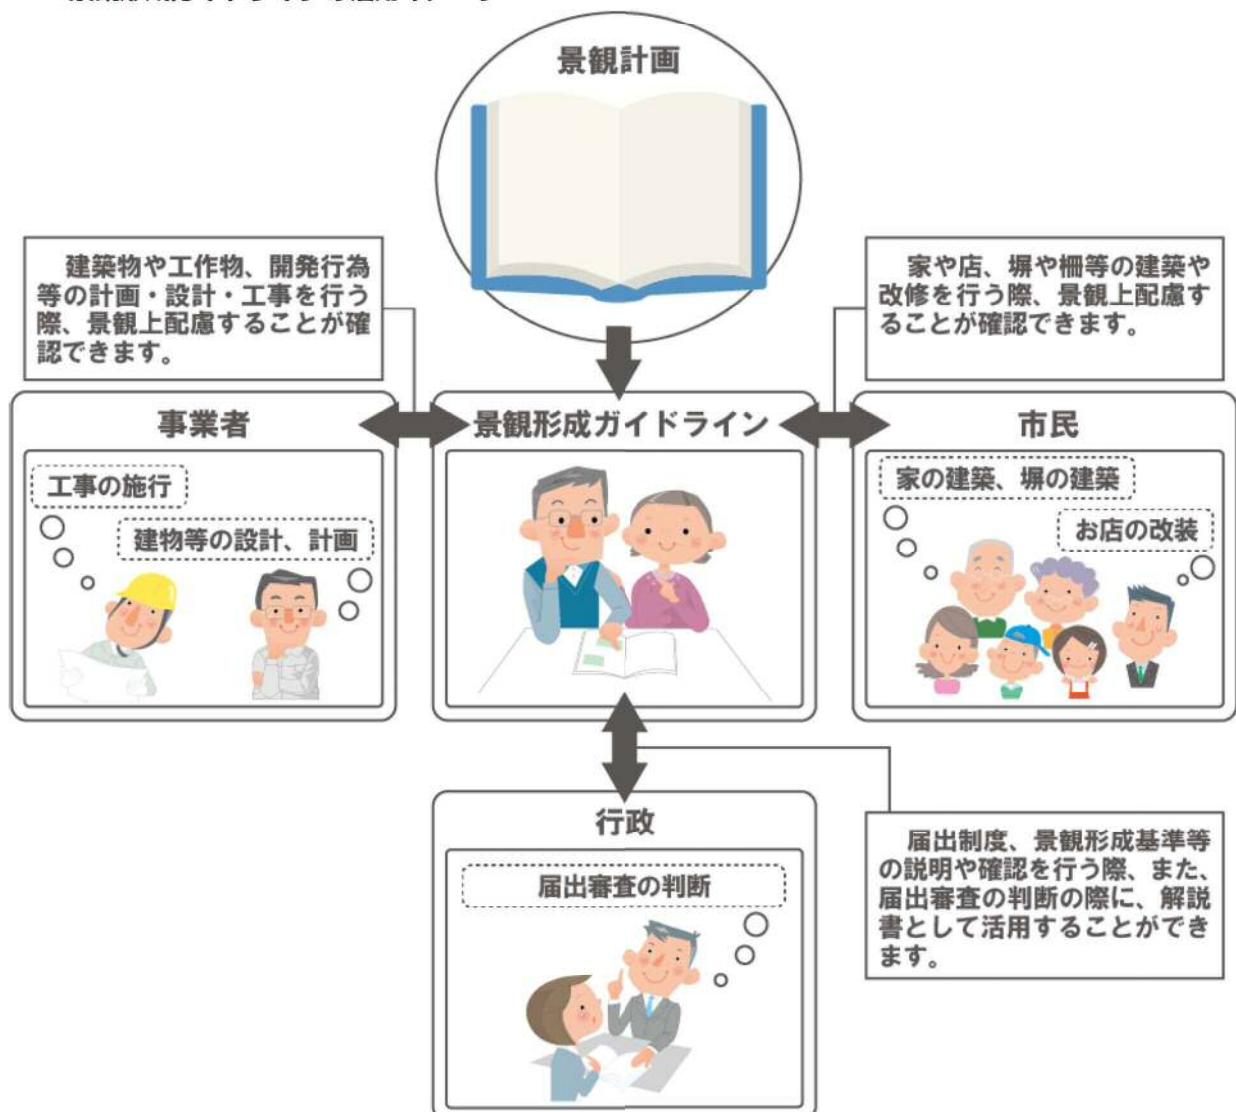 景観計画
建築物や工作物、開発行為
等の計画・設計・工事を行う
際、景観上配慮することが確
認できます。
家や店、塀や柵等の建築や
改修を行う際、景観上配慮す
ることが確認できます。
事業者
景観形成ガイドライン
市民
工事の施行
建物等の設計、計画
家の建築、塀の建築
お店の改装
行政
届出審査の判断
届出制度、景観形成基準等
の説明や確認を行う際、また、
届出審査の判断の際に、解説
書として活用することができ
ます。